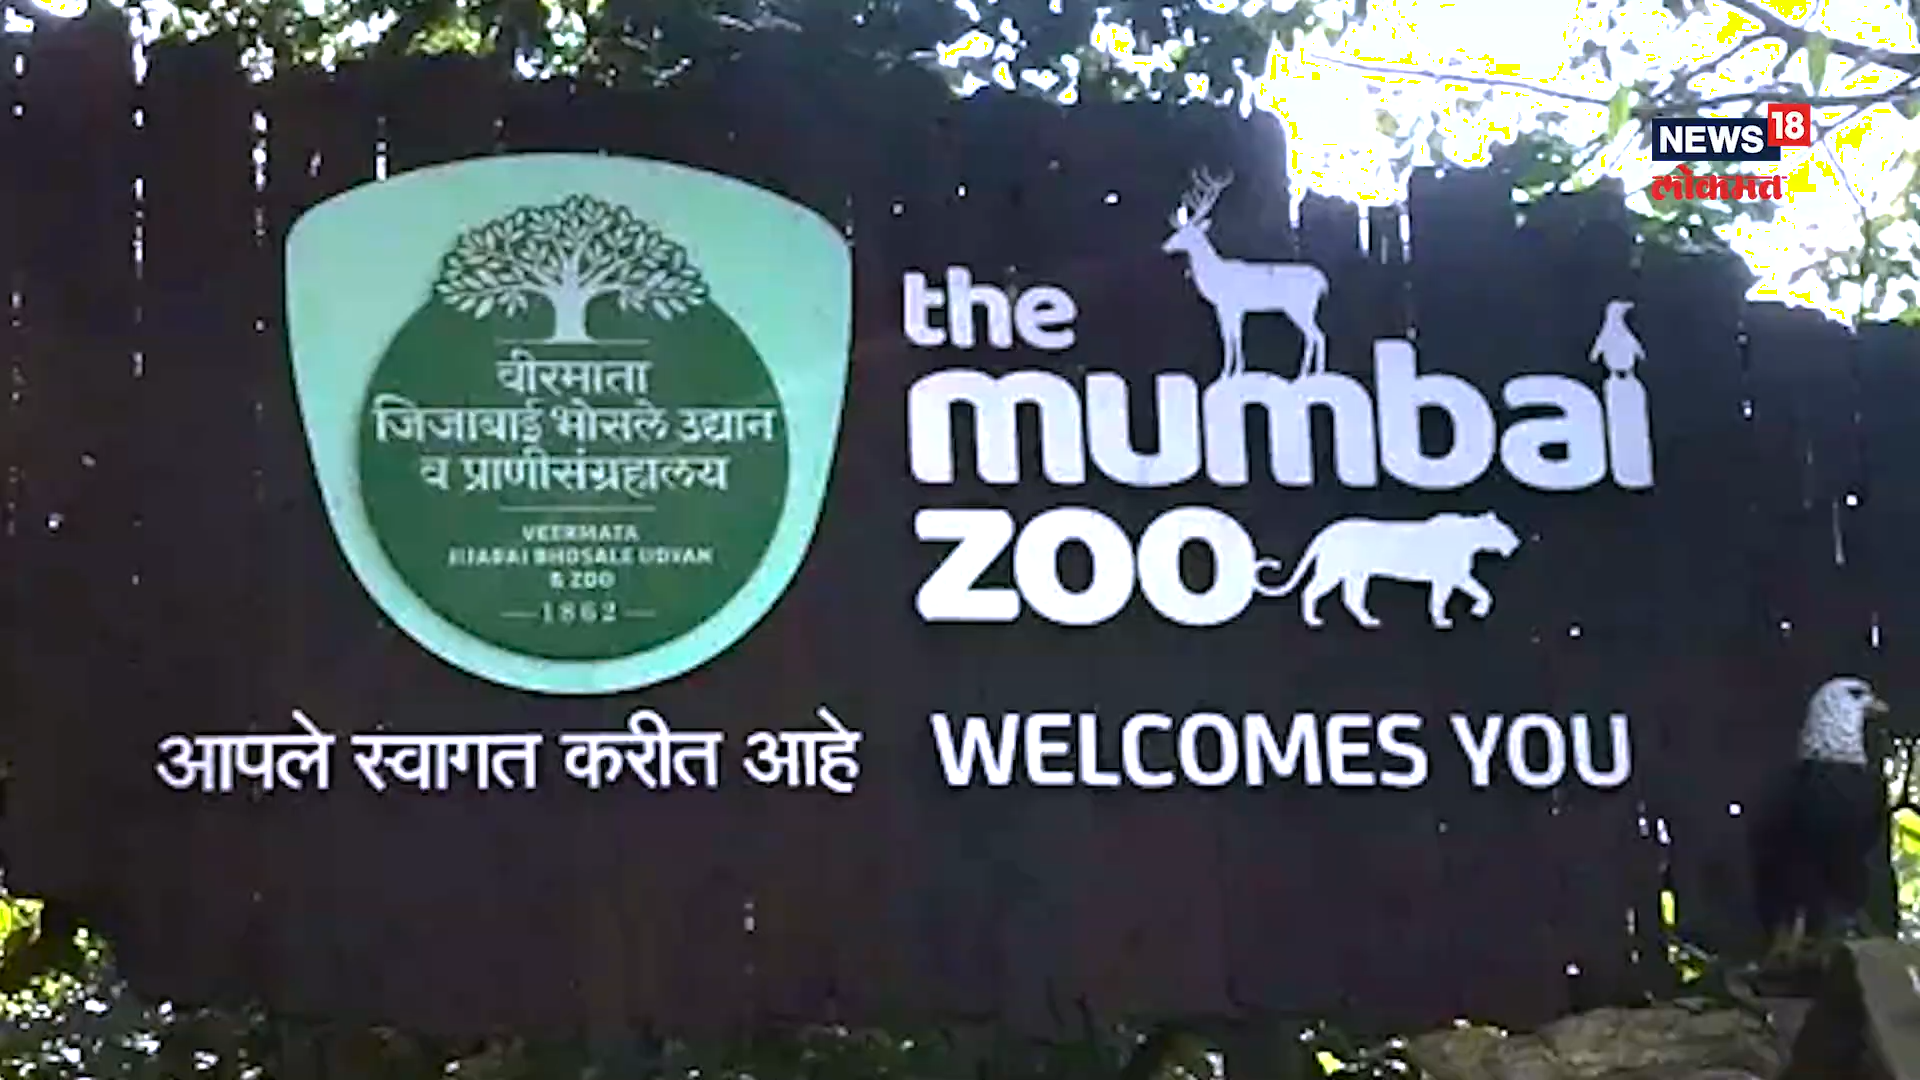 NEWS18
लोकमत
वीरमाता
जिजाबाई भोसले उद्यान
व प्राणीसंग्रहालय
VEERMATA
JIJABAI BHOSALE UDYAN
& ZOO
1862
the
mumbai
zoo
आपले स्वागत करीत आहे
WELCOMES YOU